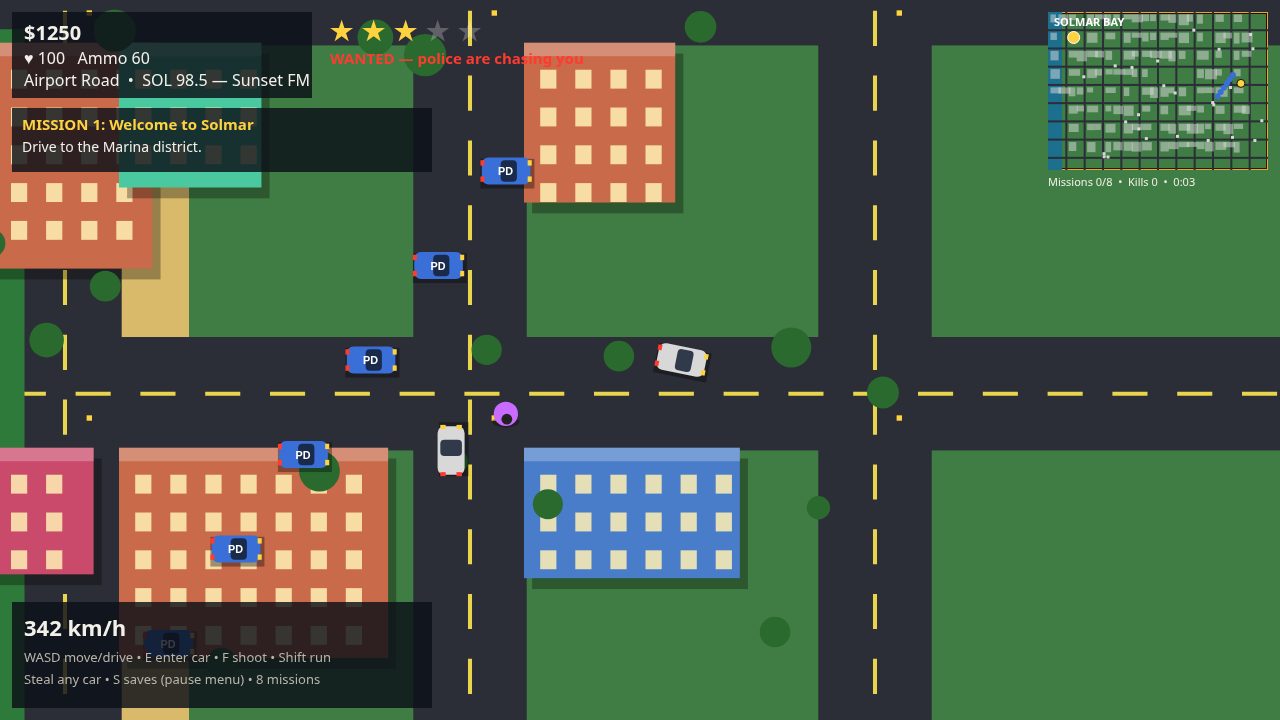 $1250
♥ 100 Ammo 60
Airport Road • SOL 98.5 — Sunset FM
WANTED — police are chasing you
SOLMAR BAY
MISSION 1: Welcome to Solmar
Drive to the Marina district.
Missions 0/8 • Kills 0 • 0:03
PD
PD
PD
PD
PD
PD
342 km/h
WASD move/drive • E enter car • F shoot • Shift run
Steal any car • S saves (pause menu) • 8 missions